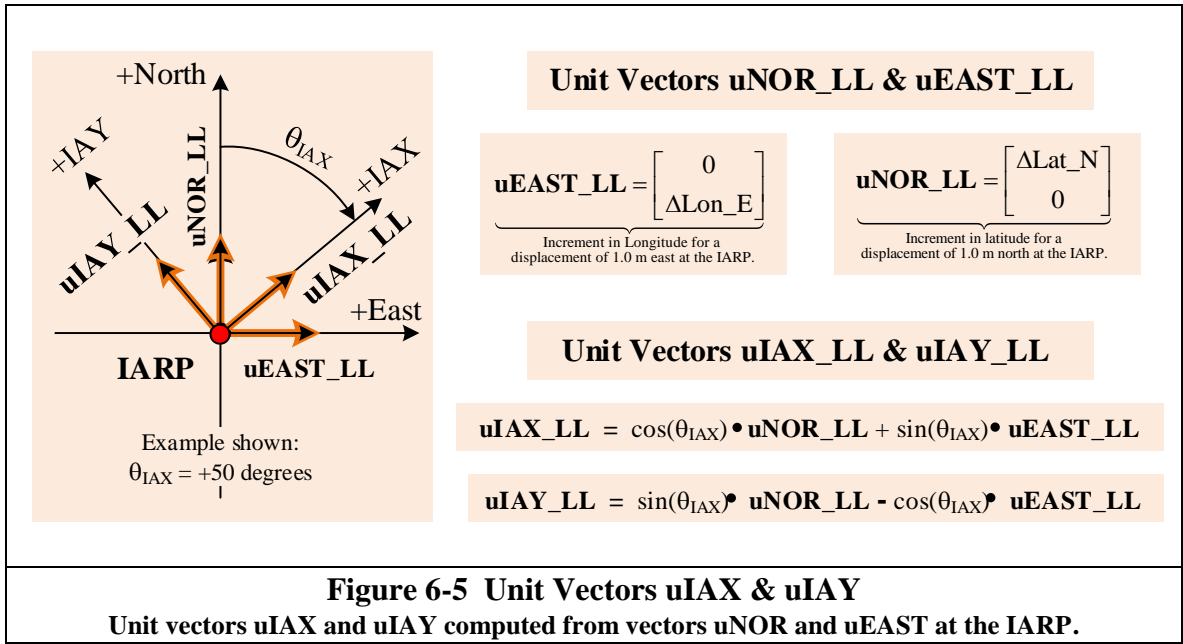 +North
+IAY
uNOR_LL
θIAX
+IAX
uIAY_LL
uIAX_LL
+East
IARP
uEAST_LL
Example shown:
θIAX = +50 degrees
Unit Vectors uNOR_LL & uEAST_LL
uEAST_LL = [0
ΔLon_E]
Increment in Longitude for a
displacement of 1.0 m east at the IARP.
uNOR_LL = [ΔLat_N
0]
Increment in latitude for a
displacement of 1.0 m north at the IARP.
Unit Vectors uIAX_LL & uIAY_LL
uIAX_LL = cos(θIAX) • uNOR_LL + sin(θIAX) • uEAST_LL
uIAY_LL = sin(θIAX) • uNOR_LL - cos(θIAX) • uEAST_LL
Figure 6-5 Unit Vectors uIAX & uIAY
Unit vectors uIAX and uIAY computed from vectors uNOR and uEAST at the IARP.